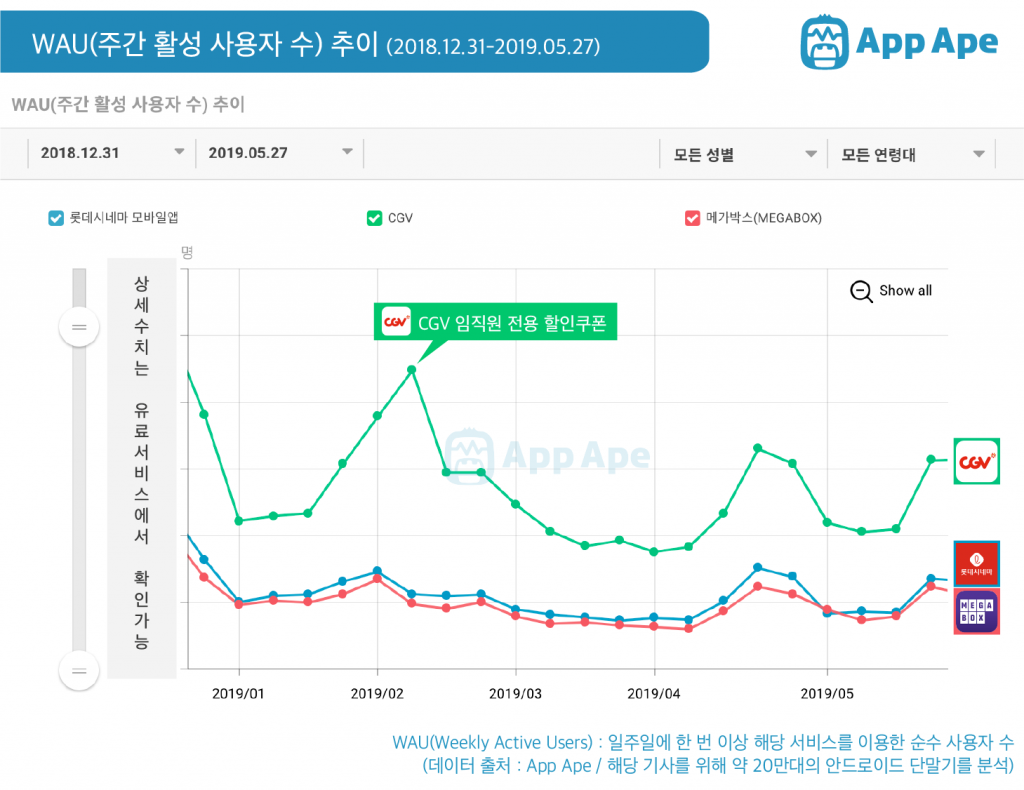 WAU(주간 활성 사용자 수) 추이 (2018.12.31-2019.05.27)
App Ape
WAU(주간 활성 사용자 수) 추이
2018.12.31
2019.05.27
모든 성별
모든 연령대
롯데시네마 모바일앱
CGV
메가박스(MEGABOX)
명
상세수치는 유료서비스에서 확인가능
Show all
CGV CGV 임직원 전용 할인쿠폰
App Ape
CGV
롯데시네마
MEGA
BOX
2019/01
2019/02
2019/03
2019/04
2019/05
WAU(Weekly Active Users) : 일주일에 한 번 이상 해당 서비스를 이용한 순수 사용자 수
(데이터 출처 : App Ape / 해당 기사를 위해 약 20만대의 안드로이드 단말기를 분석)